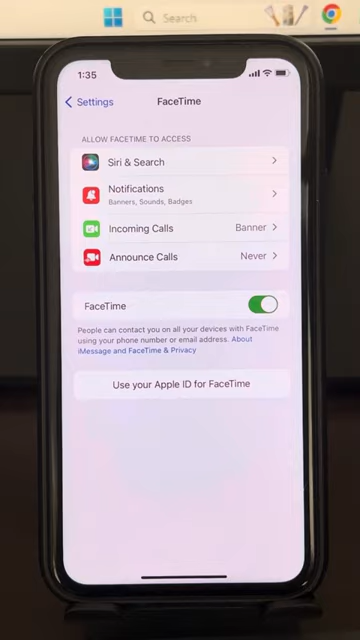 Search
1:35
Settings
FaceTime
ALLOW FACETIME TO ACCESS
Siri & Search
Notifications
Banners, Sounds, Badges
Incoming Calls Banner
Announce Calls Never
FaceTime
People can contact you on all your devices with FaceTime
using your phone number or email address. About
iMessage and FaceTime & Privacy
Use your Apple ID for FaceTime